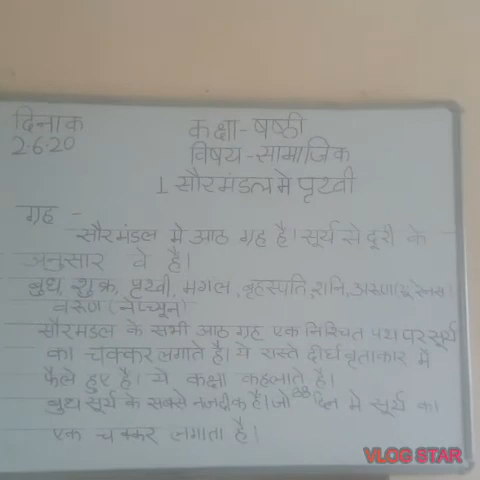 दिनाक
2.6.20
कक्षा - षष्ठी
विषय - सामाजिक
1 सौरमंडल मे पृथ्वी
ग्रह -
सौरमंडल मे आठ ग्रह है। सूर्य से दूरी के
अनुसार वे है।
बुध, शुक्र, पृथ्वी, मगल, बृहस्पति, शनि, अरूण(यूरेनस)
वरूण (नेप्च्यून)
सौरमंडल के सभी आठ ग्रह एक निश्चित पथ पर सूर्य
का चक्कर लगाते है। ये रास्ते दीर्घवृताकार मे
फैले हुए है। ये कक्षा कहलाते है।
बुध सूर्य के सबसे नजदीक है। जो 88 दिन मे सूर्य का
एक चक्कर लगाता है।
VLOG STAR